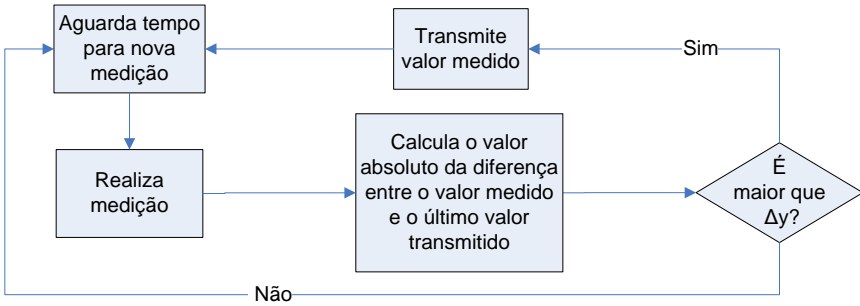 Aguarda tempo
para nova
medição
Transmite
valor medido
Sim
Realiza
medição
Calcula o valor
absoluto da diferença
entre o valor medido
e o último valor
transmitido
É
maior que
Δy?
Não